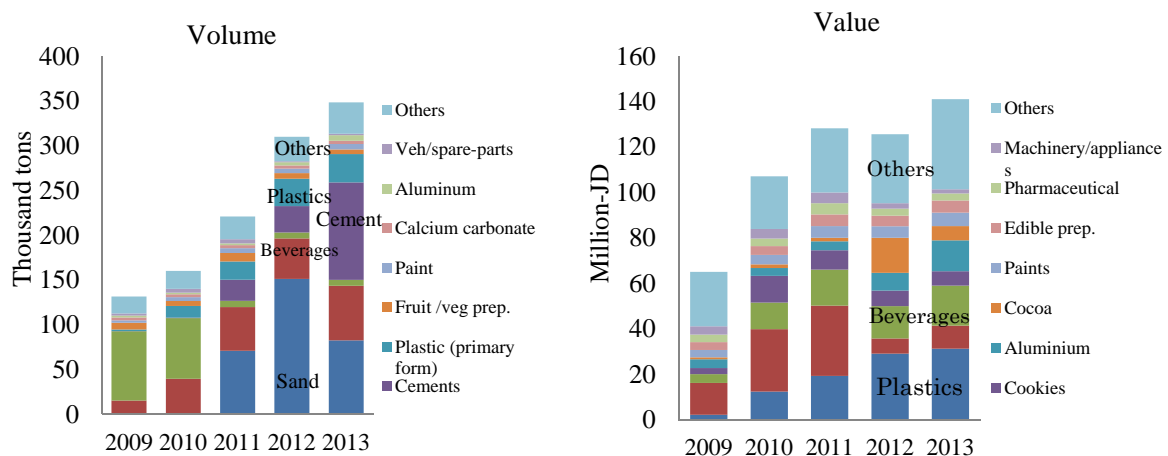 Volume
400
350
300
250
200
150
100
50
0
Thousand tons
2009 2010 2011 2012 2013
Others
Plastics
Cement
Beverages
Sand
Others
Veh/spare-parts
Aluminum
Calcium carbonate
Paint
Fruit /veg prep.
Plastic (primary
form)
Cements
Value
160
140
120
100
80
60
40
20
0
Million-JD
2009 2010 2011 2012 2013
Others
Beverages
Plastics
Others
Machinery/appliance
s
Pharmaceutical
Edible prep.
Paints
Cocoa
Aluminium
Cookies